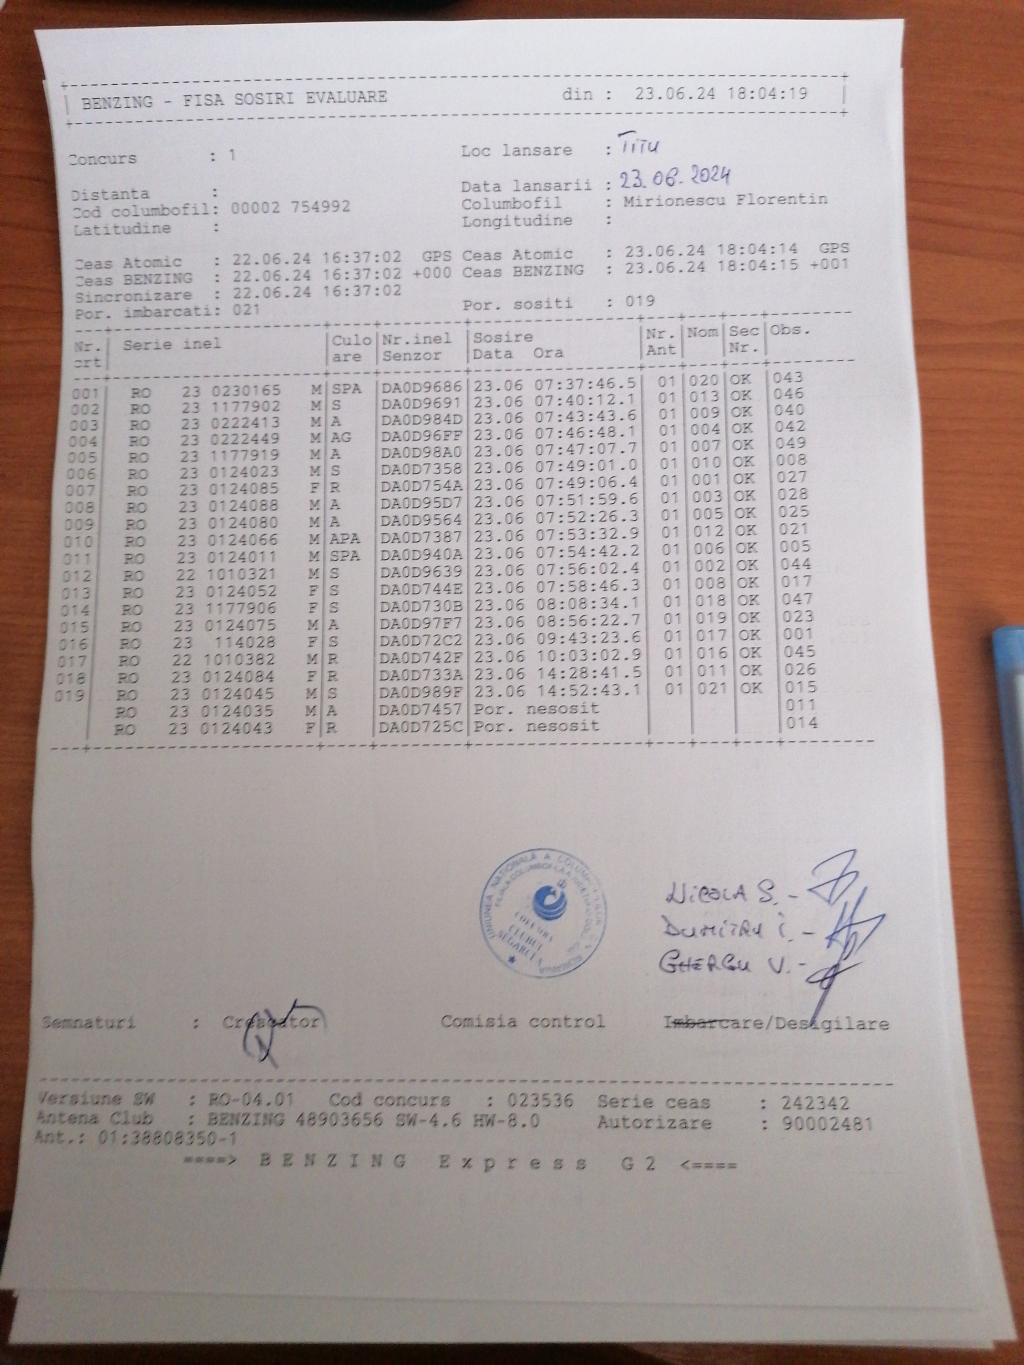 BENZING - FISA SOSIRI EVALUARE din : 23.06.24 18:04:19
Concurs : 1 Loc lansare : TITU
Distanta : Data lansarii : 23.06.2024
Cod columbofil: 00002 754992 Columbofil : Mirionescu Florentin
Latitudine : Longitudine :
Ceas Atomic : 22.06.24 16:37:02 GPS Ceas Atomic : 23.06.24 18:04:14 GPS
Ceas BENZING : 22.06.24 16:37:02 +000 Ceas BENZING : 23.06.24 18:04:15 +001
Sincronizare : 22.06.24 16:37:02
Por. imbarcati: 021 Por. sositi : 019
Nr. Serie inel Culo Nr.inel Sosire Nr. Nom Sec Obs.
crt are Senzor Data Ora Ant Nr.
001 RO 23 0230165 M SPA DA0D9686 23.06 07:37:46.5 01 020 OK 043
002 RO 23 1177902 M S DA0D9691 23.06 07:40:12.1 01 013 OK 046
003 RO 23 0222413 M A DA0D984D 23.06 07:43:43.6 01 009 OK 040
004 RO 23 0222449 M AG DA0D96FF 23.06 07:46:48.1 01 004 OK 042
005 RO 23 1177919 M A DA0D98A0 23.06 07:47:07.7 01 007 OK 049
006 RO 23 0124023 M S DA0D7358 23.06 07:49:01.0 01 010 OK 008
007 RO 23 0124085 F R DA0D754A 23.06 07:49:06.4 01 001 OK 027
008 RO 23 0124088 M A DA0D95D7 23.06 07:51:59.6 01 003 OK 028
009 RO 23 0124080 M A DA0D9564 23.06 07:52:26.3 01 005 OK 025
010 RO 23 0124066 M APA DA0D7387 23.06 07:53:32.9 01 012 OK 021
011 RO 23 0124011 M SPA DA0D940A 23.06 07:54:42.2 01 006 OK 005
012 RO 22 1010321 M S DA0D9639 23.06 07:56:02.4 01 002 OK 044
013 RO 23 0124052 F S DA0D744E 23.06 07:58:46.3 01 008 OK 017
014 RO 23 1177906 F S DA0D730B 23.06 08:08:34.1 01 018 OK 047
015 RO 23 0124075 M A DA0D97F7 23.06 08:56:22.7 01 019 OK 023
016 RO 23 114028 F S DA0D72C2 23.06 09:43:23.6 01 017 OK 001
017 RO 22 1010382 M R DA0D742F 23.06 10:03:02.9 01 016 OK 045
018 RO 23 0124084 F R DA0D733A 23.06 14:28:41.5 01 011 OK 026
019 RO 23 0124045 M S DA0D989F 23.06 14:52:43.1 01 021 OK 015
RO 23 0124035 M A DA0D7457 Por. nesosit 011
RO 23 0124043 F R DA0D725C Por. nesosit 014
UNIUNEA NATIONALA A
COLUMBA
CLUBUL
SEGARCEA
NICOLA S. -
DUMITRU I. -
GHERGU V. -
Semnaturi : Crescator Comisia control Imbarcare/Desigilare
Versiune SW : RO-04.01 Cod concurs : 023536 Serie ceas : 242342
Antena Club : BENZING 48903656 SW-4.6 HW-8.0 Autorizare : 90002481
Ant.: 01:38808350-1
====> BENZING Express G2 <====